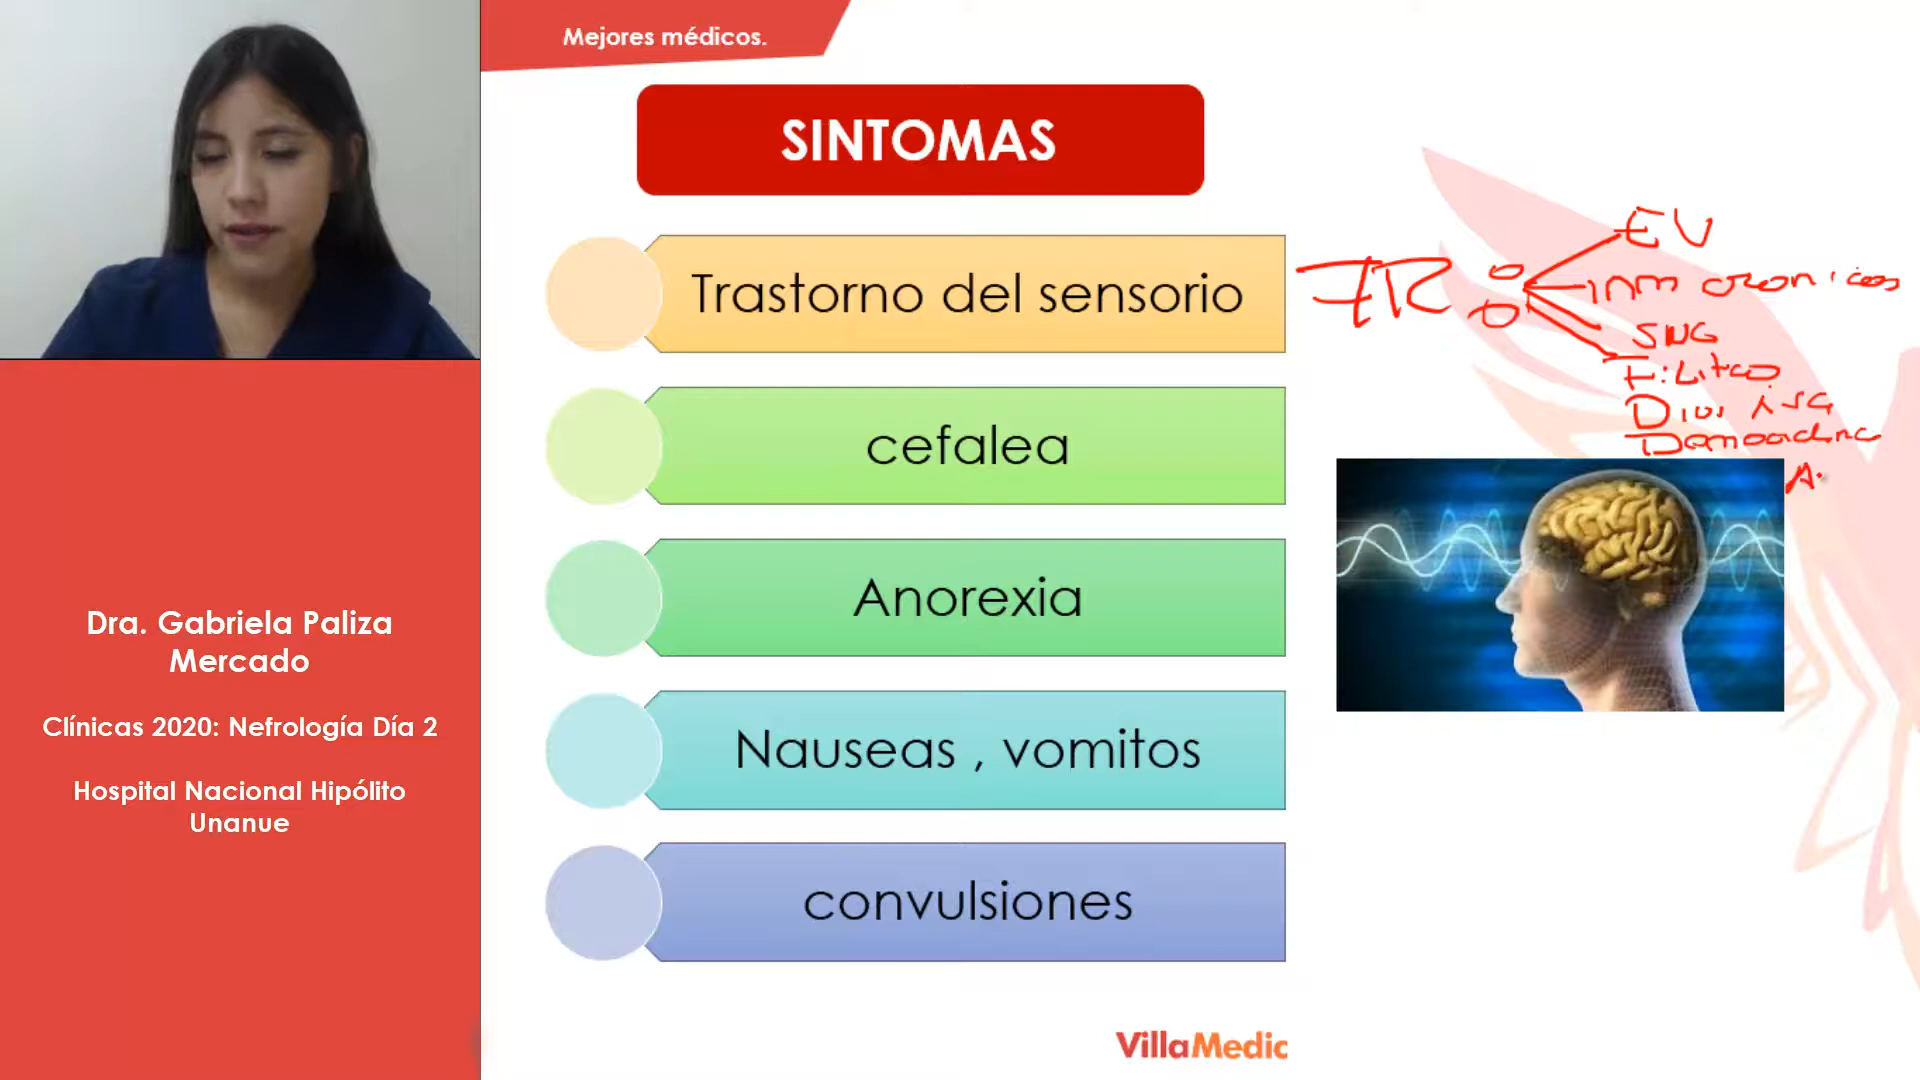 Mejores médicos.
SINTOMAS
Trastorno del sensorio
cefalea
Anorexia
Nauseas , vomitos
convulsiones
EV
cronicos
SNG
Dra. Gabriela Paliza
Mercado
Clínicas 2020: Nefrología Día 2
Hospital Nacional Hipólito
Unanue
VillaMedic